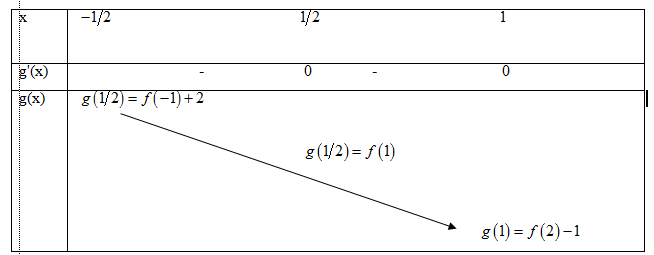 x −1/2 1/2 1
g'(x) - 0 - 0
g(x) g(1/2) = f(−1)+2
g(1/2) = f(1)
g(1) = f(2)−1